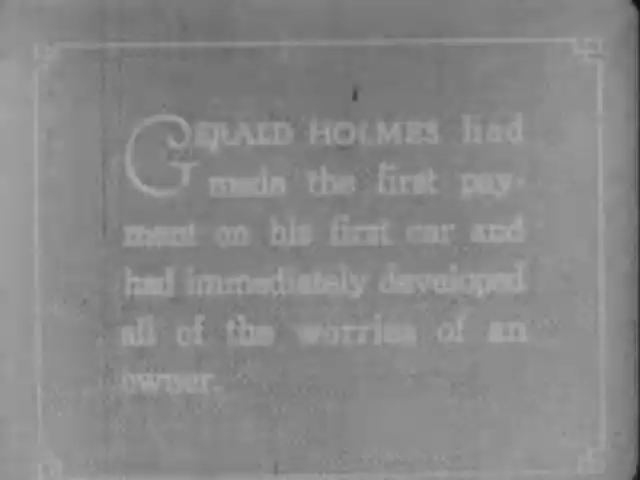 GERALD HOLMES had
made the first pay-
ment on his first car and
had immediately developed
all of the worries of an
owner.